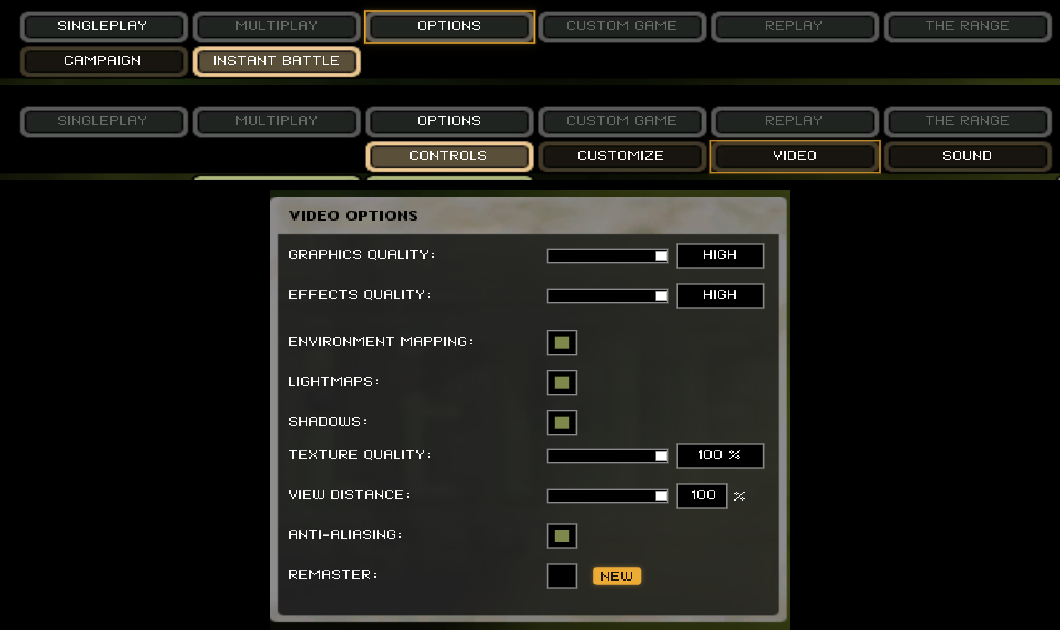 SINGLEPLAY MULTIPLAY OPTIONS CUSTOM GAME REPLAY THE RANGE
CAMPAIGN INSTANT BATTLE
SINGLEPLAY MULTIPLAY OPTIONS CUSTOM GAME REPLAY THE RANGE
CONTROLS CUSTOMIZE VIDEO SOUND
VIDEO OPTIONS
GRAPHICS QUALITY: HIGH
EFFECTS QUALITY: HIGH
ENVIRONMENT MAPPING:
LIGHTMAPS:
SHADOWS:
TEXTURE QUALITY: 100 %
VIEW DISTANCE: 100 %
ANTI-ALIASING:
REMASTER: NEW